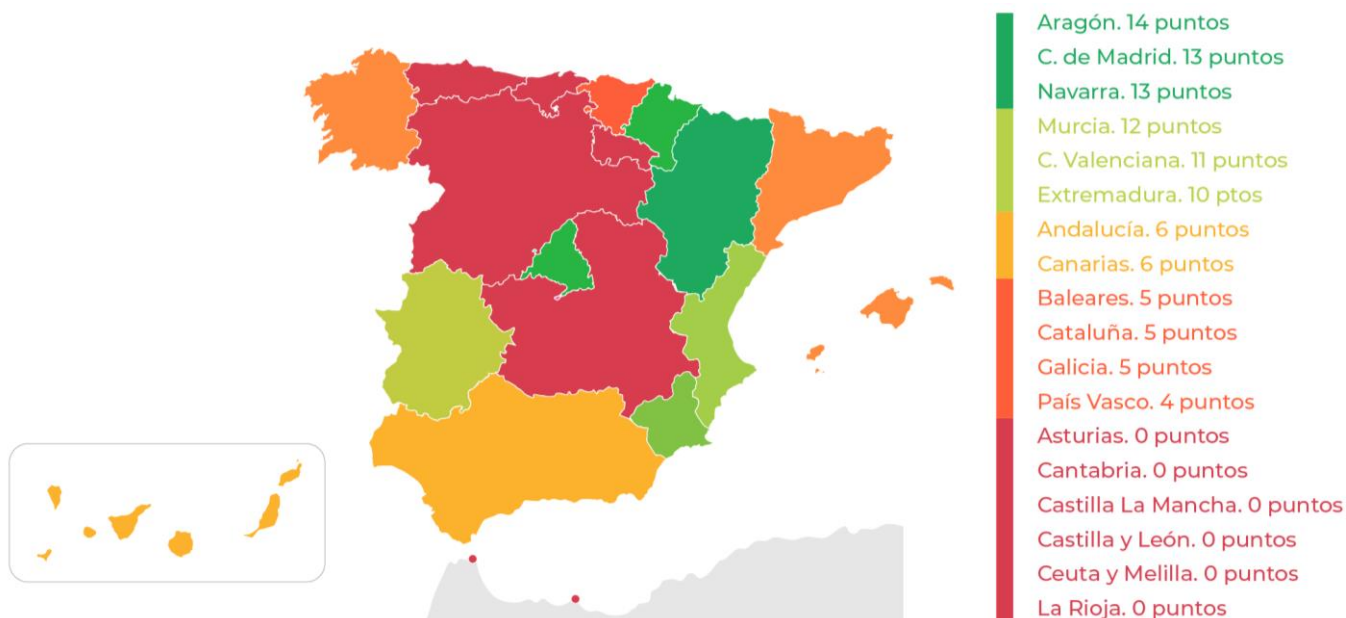 Aragón. 14 puntos
C. de Madrid. 13 puntos
Navarra. 13 puntos
Murcia. 12 puntos
C. Valenciana. 11 puntos
Extremadura. 10 ptos
Andalucía. 6 puntos
Canarias. 6 puntos
Baleares. 5 puntos
Cataluña. 5 puntos
Galicia. 5 puntos
País Vasco. 4 puntos
Asturias. 0 puntos
Cantabria. 0 puntos
Castilla La Mancha. 0 puntos
Castilla y León. 0 puntos
Ceuta y Melilla. 0 puntos
La Rioja. 0 puntos